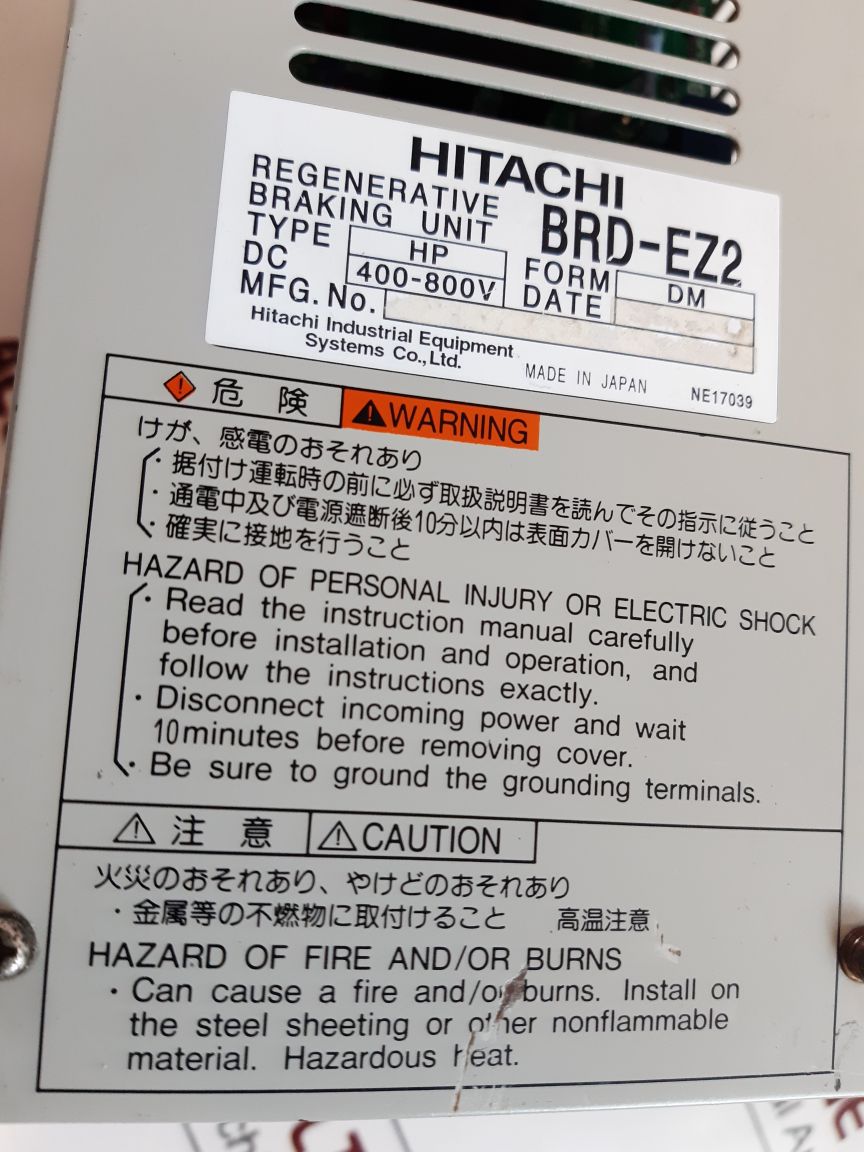 HITACHI
REGENERATIVE
BRAKING UNIT BRD-EZ2
TYPE HP FORM DM
DC 400-800V DATE
MFG. No.
Hitachi Industrial Equipment
Systems Co., Ltd.
MADE IN JAPAN NE17039
危 険 WARNING
けが、感電のおそれあり
・据付け運転時の前に必ず取扱説明書を読んでその指示に従うこと
・通電中及び電源遮断後10分以内は表面カバーを開けないこと
・確実に接地を行うこと
HAZARD OF PERSONAL INJURY OR ELECTRIC SHOCK
・Read the instruction manual carefully
before installation and operation, and
follow the instructions exactly.
・Disconnect incoming power and wait
10minutes before removing cover.
・Be sure to ground the grounding terminals.
注 意 CAUTION
火災のおそれあり、やけどのおそれあり
・金属等の不燃物に取付けること 高温注意
HAZARD OF FIRE AND/OR BURNS
・Can cause a fire and/or burns. Install on
the steel sheeting or other nonflammable
material. Hazardous heat.